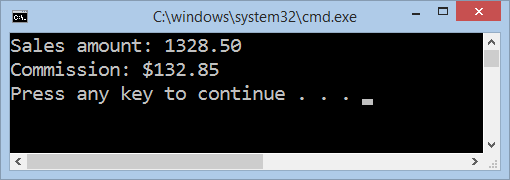 C:\windows\system32\cmd.exe
Sales amount: 1328.50
Commission: $132.85
Press any key to continue . . .